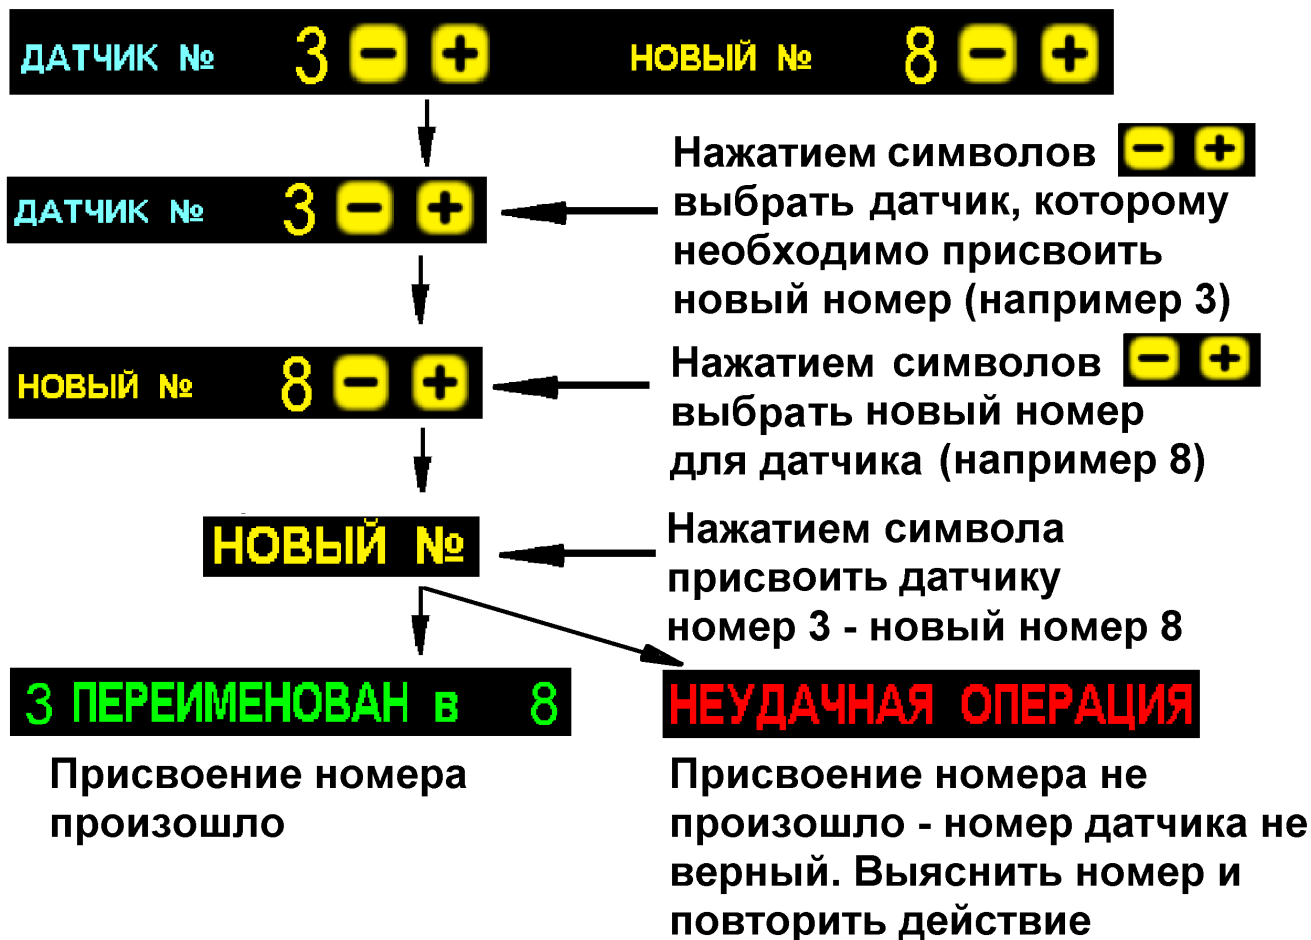 ДАТЧИК № 3 - + НОВЫЙ № 8 - +
Нажатием символов - +
выбрать датчик, которому
необходимо присвоить
новый номер (например 3)
ДАТЧИК № 3 - +
Нажатием символов - +
выбрать новый номер
для датчика (например 8)
НОВЫЙ № 8 - +
НОВЫЙ №
Нажатием символа
присвоить датчику
номер 3 - новый номер 8
3 ПЕРЕИМЕНОВАН в 8
НЕУДАЧНАЯ ОПЕРАЦИЯ
Присвоение номера
произошло
Присвоение номера не
произошло - номер датчика не
верный. Выяснить номер и
повторить действие